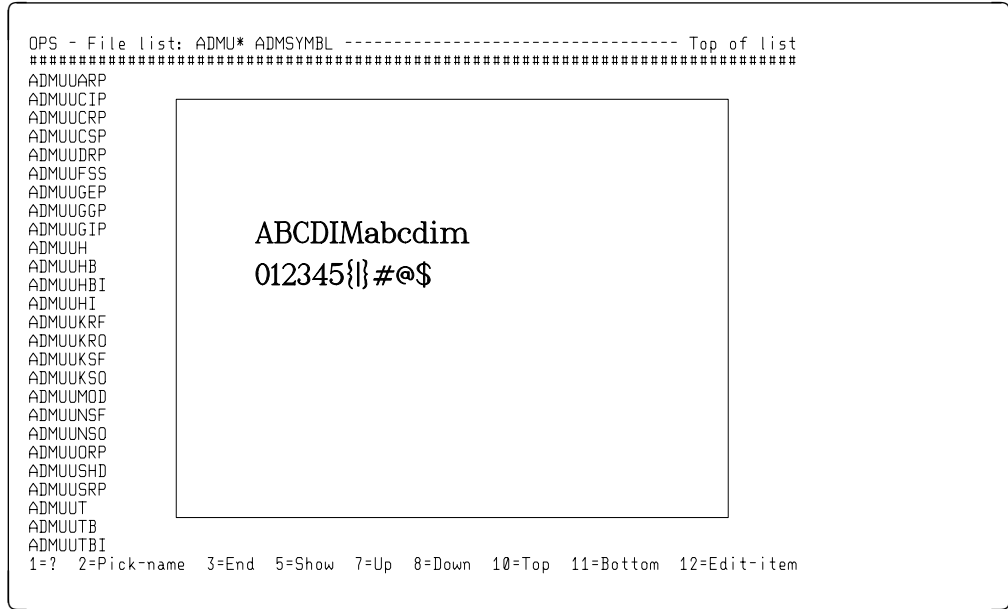 OPS - File list: ADMU* ADMSYMBL ---------------------------------- Top of list
##############################################################################
ADMUUARP
ADMUUCIP
ADMUUCRP
ADMUUCSP
ADMUUDRP
ADMUUFSS
ADMUUGEP
ADMUUGGP
ADMUUGIP
ABCDIMabcdim
ADMUUH
ADMUUHB
012345{|}#@$
ADMUUHBI
ADMUUHI
ADMUUKRF
ADMUUKRO
ADMUUKSF
ADMUUKSO
ADMUUMOD
ADMUUNSF
ADMUUNSO
ADMUUORP
ADMUUSHD
ADMUUSRP
ADMUUT
ADMUUTB
ADMUUTBI
1=? 2=Pick-name 3=End 5=Show 7=Up 8=Down 10=Top 11=Bottom 12=Edit-item